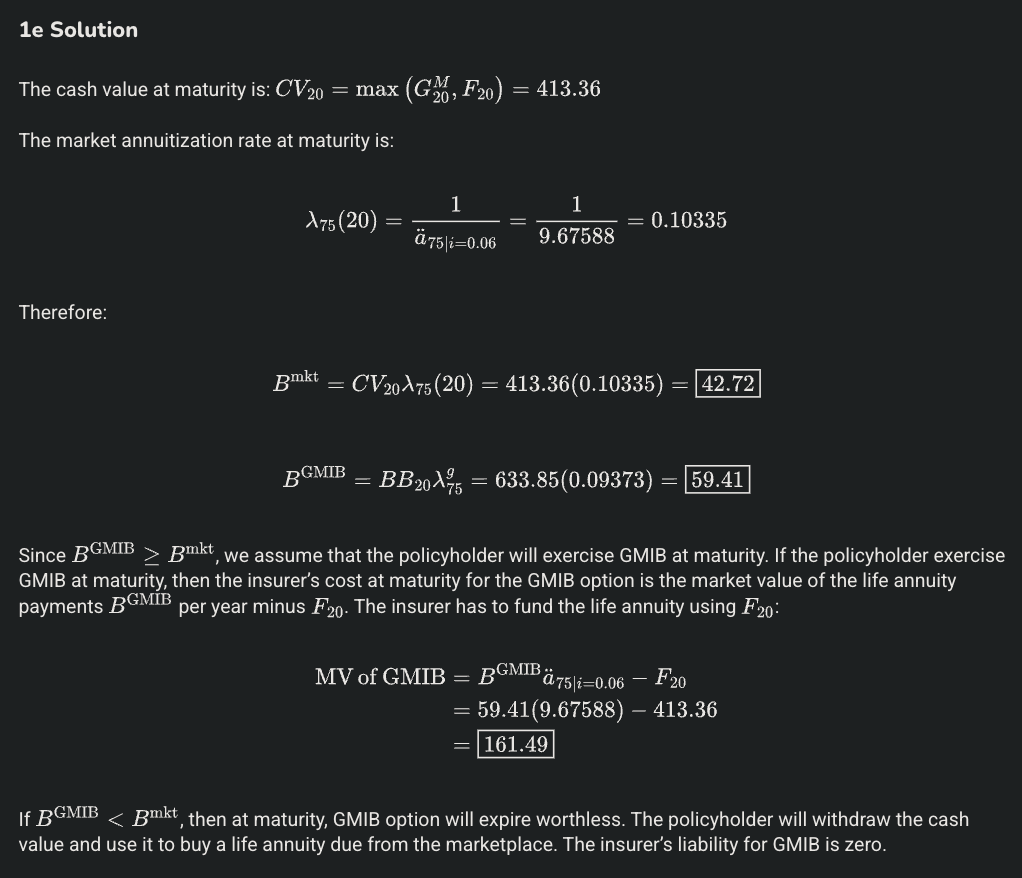 1e Solution
The cash value at maturity is: $CV_{20} = \max\left(G_{20}^{M}, F_{20}\right) = 413.36$
The market annuitization rate at maturity is:
$\lambda_{75}(20) = \frac{1}{\ddot{a}_{75|i=0.06}} = \frac{1}{9.67588} = 0.10335$
Therefore:
$B^{\text{mkt}} = CV_{20}\lambda_{75}(20) = 413.36(0.10335) = \boxed{42.72}$
$B^{\text{GMIB}} = BB_{20}\lambda_{75}^{g} = 633.85(0.09373) = \boxed{59.41}$
Since $B^{\text{GMIB}} \geq B^{\text{mkt}}$, we assume that the policyholder will exercise GMIB at maturity. If the policyholder exercise
GMIB at maturity, then the insurer’s cost at maturity for the GMIB option is the market value of the life annuity
payments $B^{\text{GMIB}}$ per year minus $F_{20}$. The insurer has to fund the life annuity using $F_{20}$:
$\text{MV of GMIB} = B^{\text{GMIB}}\ddot{a}_{75|i=0.06} - F_{20}$
$= 59.41(9.67588) - 413.36$
$= \boxed{161.49}$
If $B^{\text{GMIB}} < B^{\text{mkt}}$, then at maturity, GMIB option will expire worthless. The policyholder will withdraw the cash
value and use it to buy a life annuity due from the marketplace. The insurer’s liability for GMIB is zero.